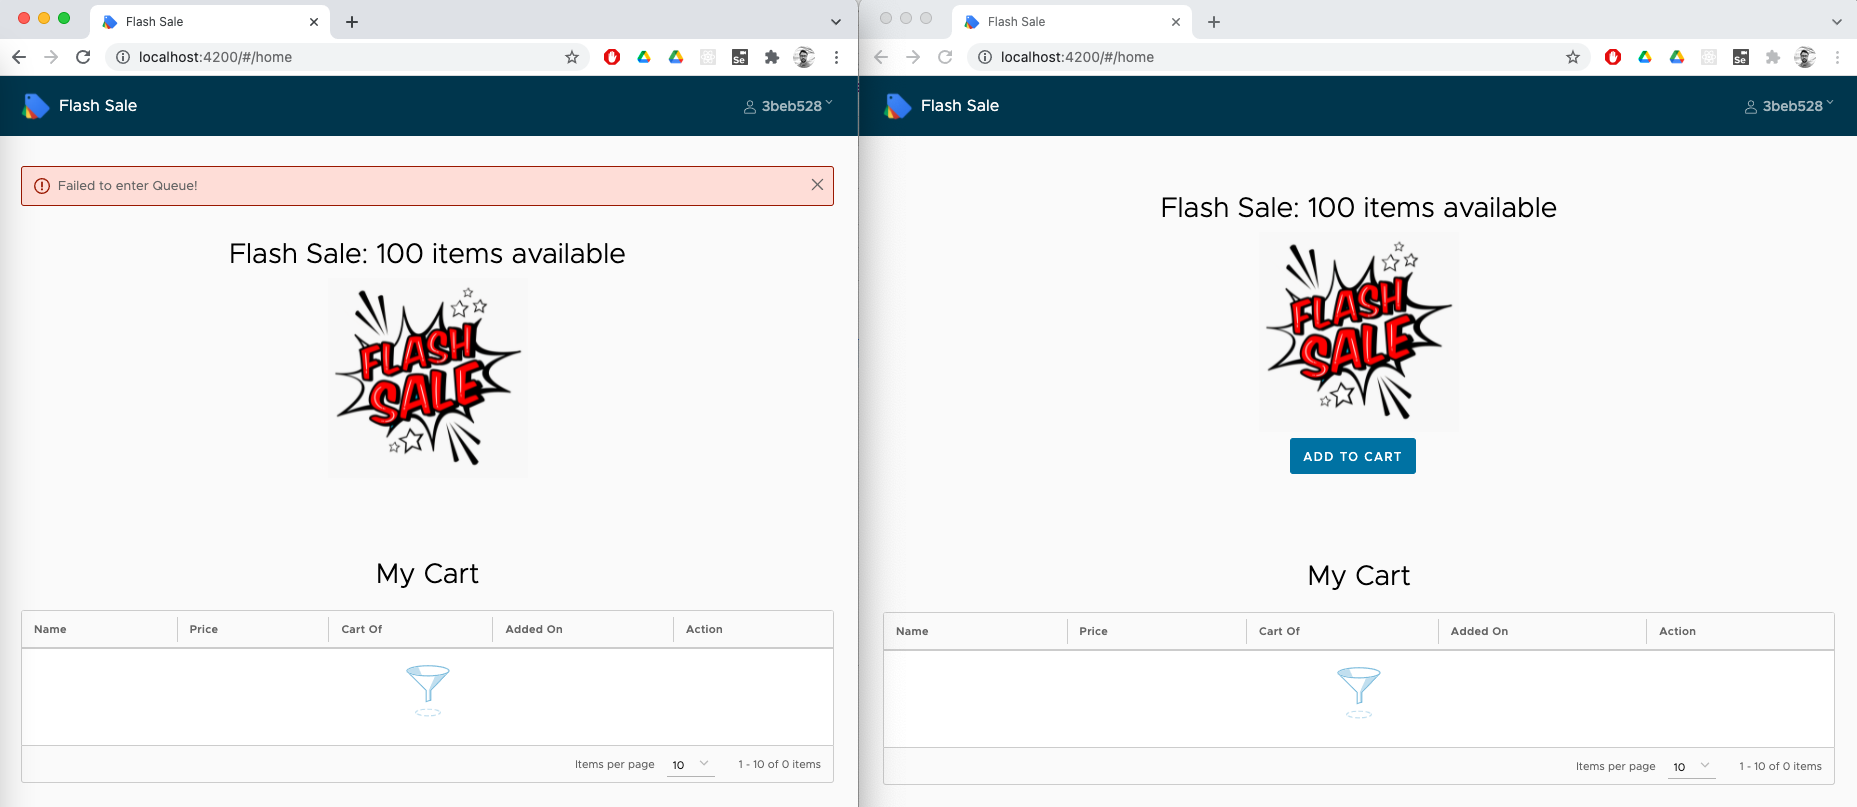 Flash Sale
localhost:4200/#/home
Se
Flash Sale
3beb528
Failed to enter Queue!
Flash Sale: 100 items available
FLASH
SALE
My Cart
Name Price Cart Of Added On Action
Items per page 10 1 - 10 of 0 items
Flash Sale
localhost:4200/#/home
Se
Flash Sale
3beb528
Flash Sale: 100 items available
FLASH
SALE
ADD TO CART
My Cart
Name Price Cart Of Added On Action
Items per page 10 1 - 10 of 0 items